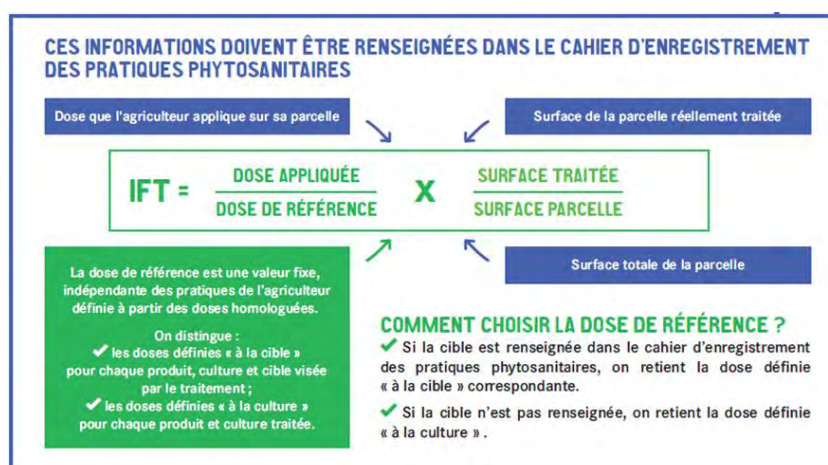 CES INFORMATIONS DOIVENT ÊTRE RENSEIGNÉES DANS LE CAHIER D'ENREGISTREMENT
DES PRATIQUES PHYTOSANITAIRES
Dose que l'agriculteur applique sur sa parcelle
Surface de la parcelle réellement traitée
IFT = DOSE APPLIQUÉE X SURFACE TRAITÉE
DOSE DE RÉFÉRENCE SURFACE PARCELLE
La dose de référence est une valeur fixe,
indépendante des pratiques de l'agriculteur
définie à partir des doses homologuées.
On distingue :
✔ les doses définies « à la cible »
pour chaque produit, culture et cible visée
par le traitement ;
✔ les doses définies « à la culture »
pour chaque produit et culture traitée.
Surface totale de la parcelle
COMMENT CHOISIR LA DOSE DE RÉFÉRENCE ?
✔ Si la cible est renseignée dans le cahier d'enregistrement
des pratiques phytosanitaires, on retient la dose définie
« à la cible » correspondante.
✔ Si la cible n'est pas renseignée, on retient la dose définie
« à la culture » .